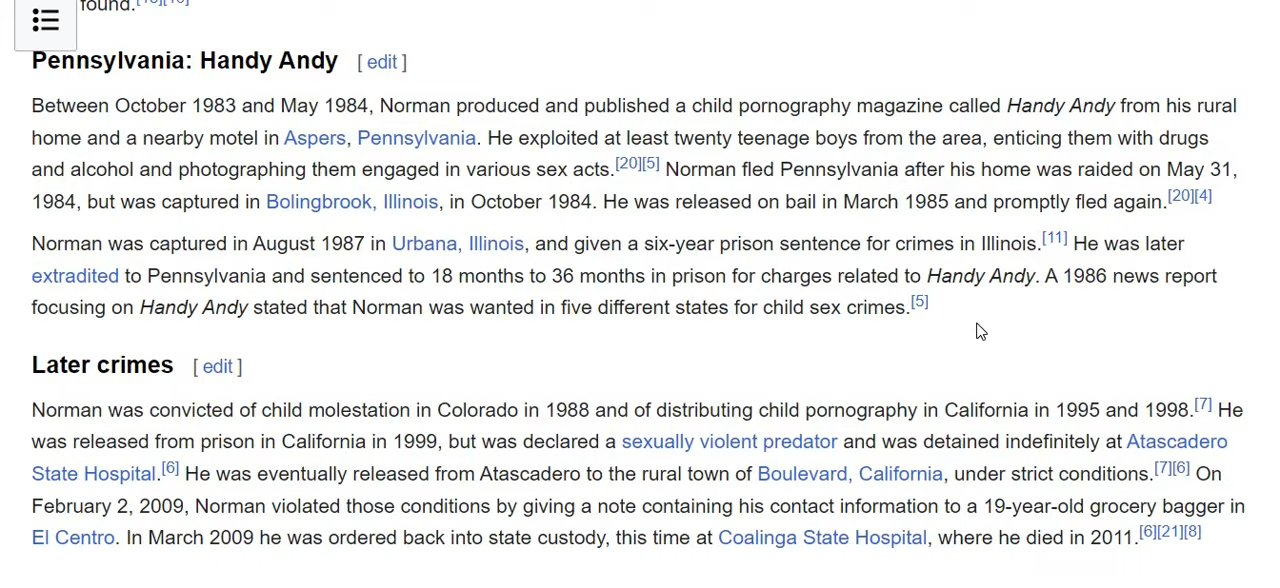 found.[18][16]
Pennsylvania: Handy Andy [ edit ]
Between October 1983 and May 1984, Norman produced and published a child pornography magazine called Handy Andy from his rural
home and a nearby motel in Aspers, Pennsylvania. He exploited at least twenty teenage boys from the area, enticing them with drugs
and alcohol and photographing them engaged in various sex acts.[20][5] Norman fled Pennsylvania after his home was raided on May 31,
1984, but was captured in Bolingbrook, Illinois, in October 1984. He was released on bail in March 1985 and promptly fled again.[20][4]
Norman was captured in August 1987 in Urbana, Illinois, and given a six-year prison sentence for crimes in Illinois.[11] He was later
extradited to Pennsylvania and sentenced to 18 months to 36 months in prison for charges related to Handy Andy. A 1986 news report
focusing on Handy Andy stated that Norman was wanted in five different states for child sex crimes.[5]
Later crimes [ edit ]
Norman was convicted of child molestation in Colorado in 1988 and of distributing child pornography in California in 1995 and 1998.[7] He
was released from prison in California in 1999, but was declared a sexually violent predator and was detained indefinitely at Atascadero
State Hospital.[6] He was eventually released from Atascadero to the rural town of Boulevard, California, under strict conditions.[7][6] On
February 2, 2009, Norman violated those conditions by giving a note containing his contact information to a 19-year-old grocery bagger in
El Centro. In March 2009 he was ordered back into state custody, this time at Coalinga State Hospital, where he died in 2011.[6][21][8]